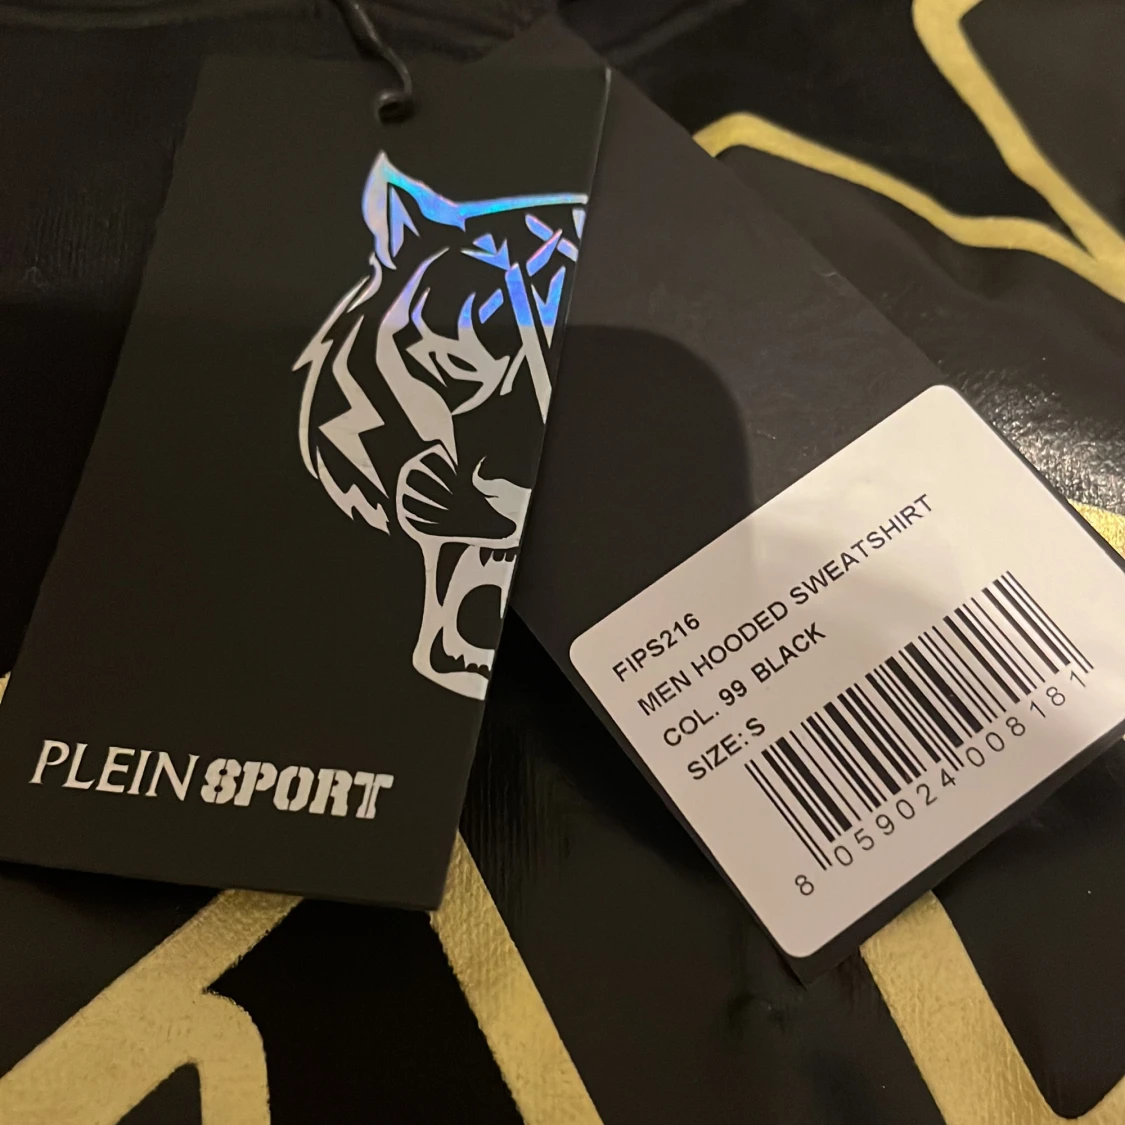 PLEIN SPORT
FIPS216
MEN HOODED SWEATSHIRT
COL. 99 BLACK
SIZE: S
8 059024 008181